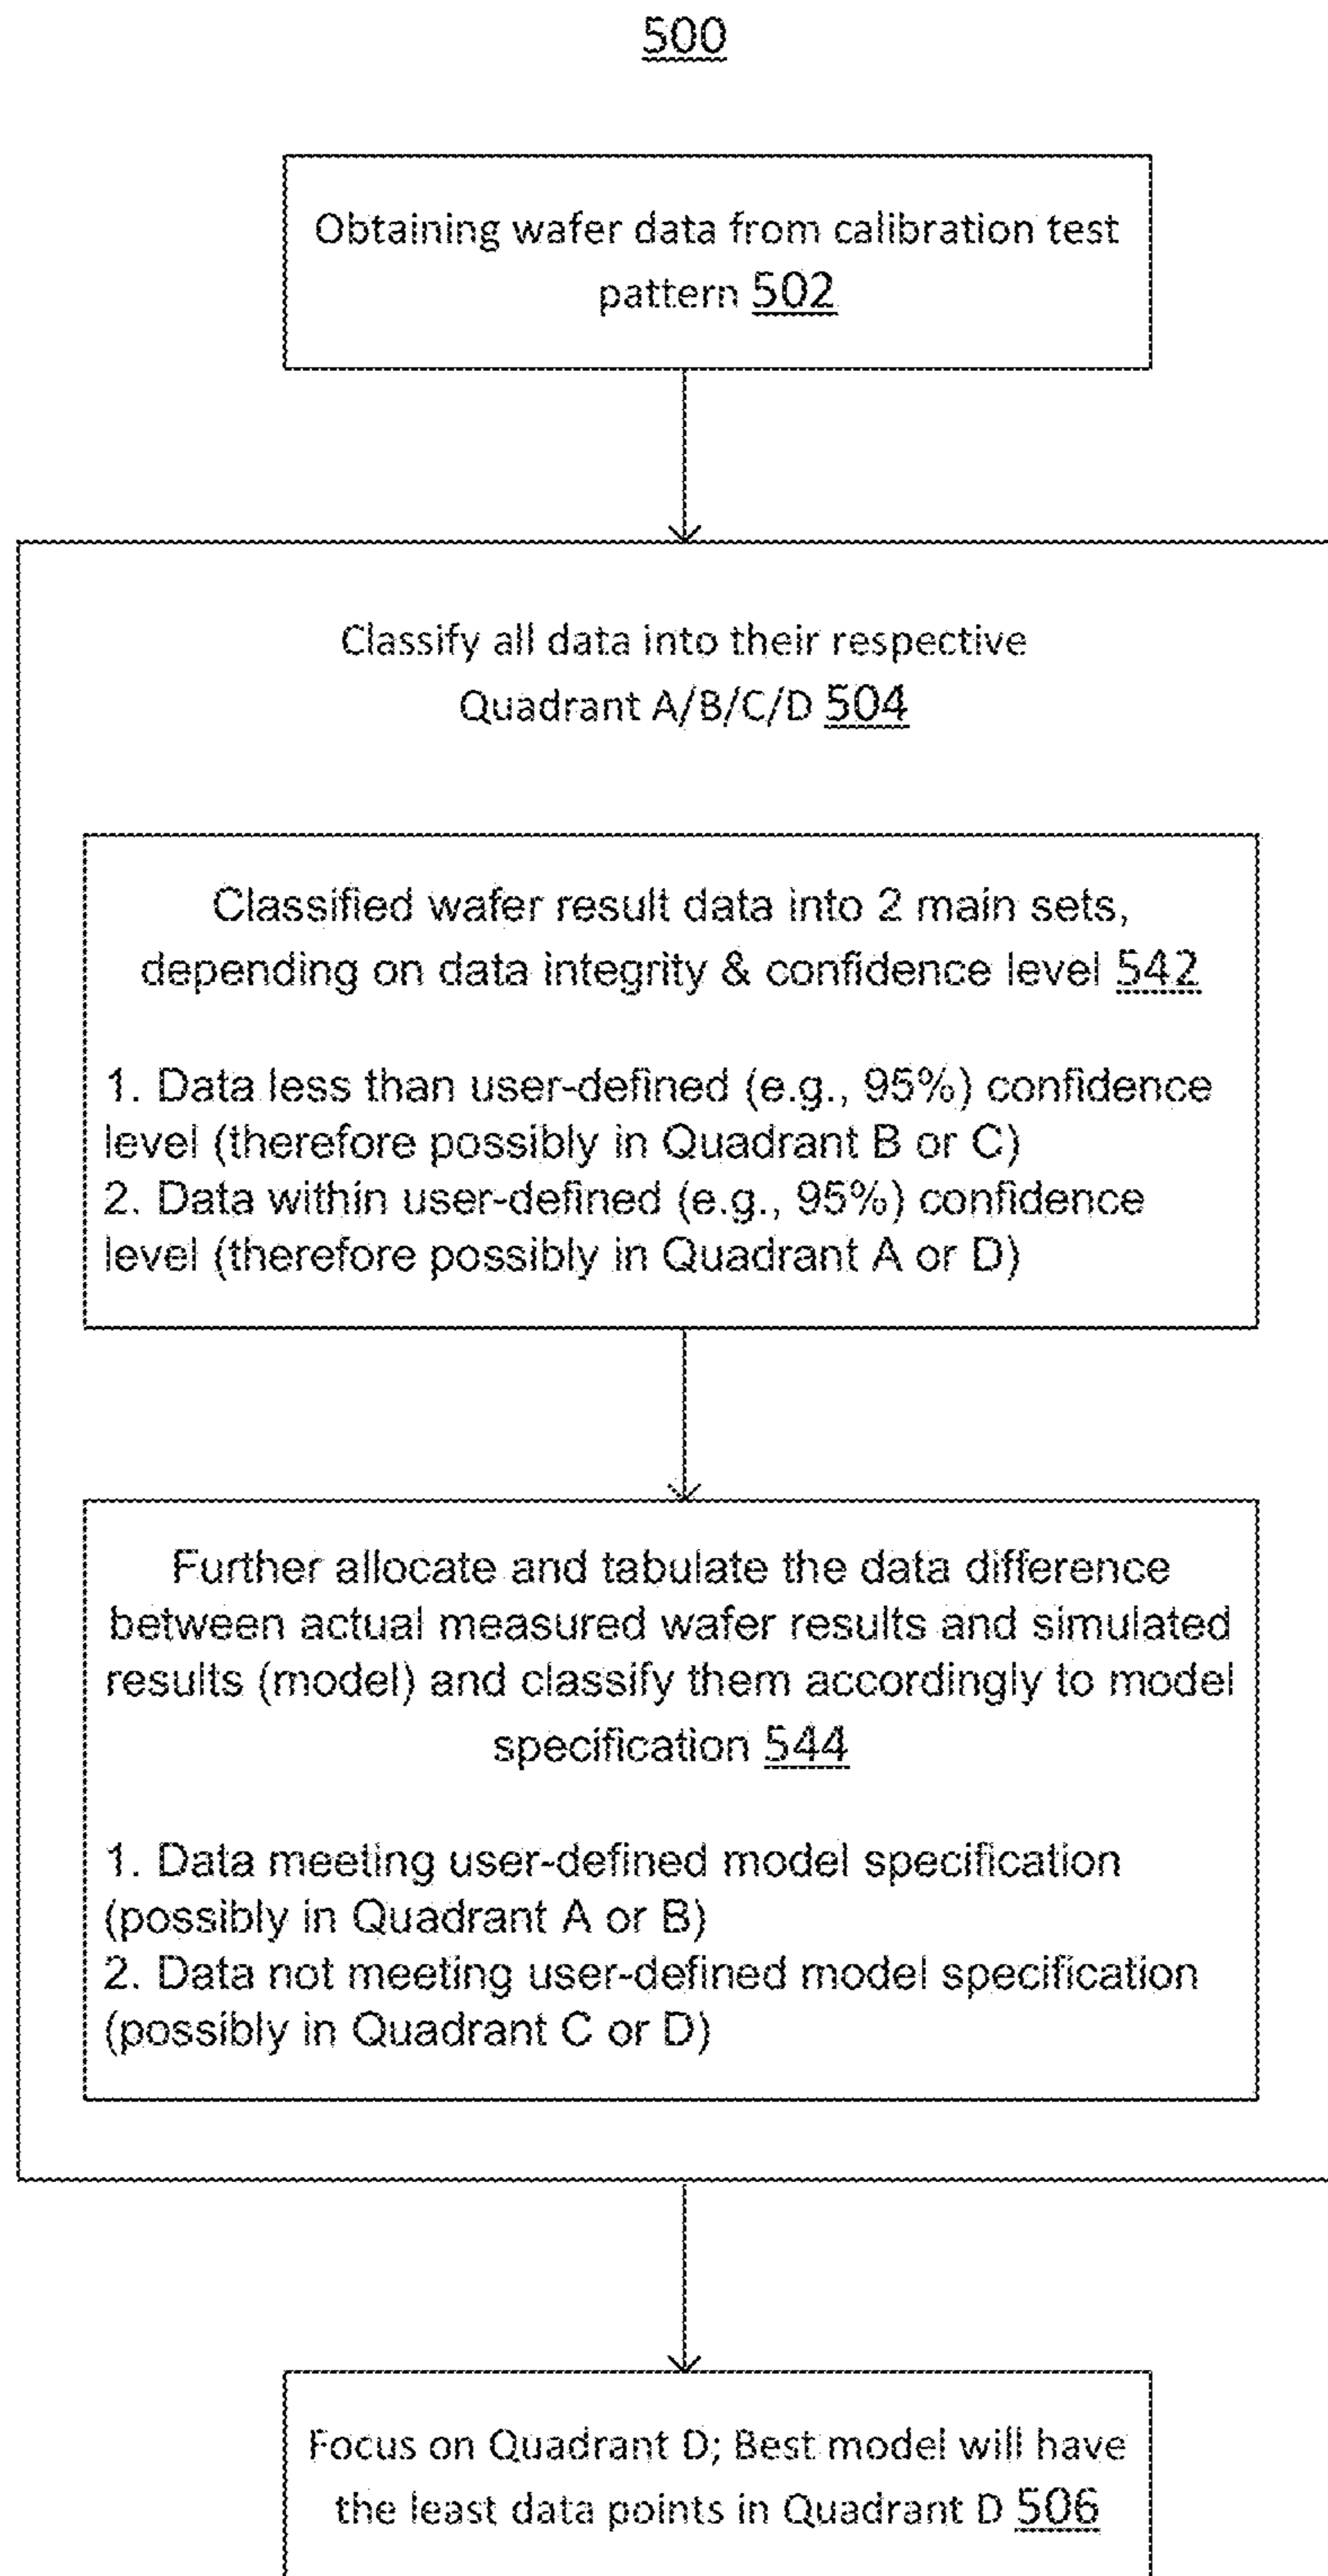 500
Obtaining wafer data from calibration test
pattern 502
Classify all data into their respective
Quadrant A/B/C/D 504
Classified wafer result data into 2 main sets,
depending on data integrity & confidence level 542
1. Data less than user-defined (e.g., 95%) confidence
level (therefore possibly in Quadrant B or C)
2. Data within user-defined (e.g., 95%) confidence
level (therefore possibly in Quadrant A or D)
Further allocate and tabulate the data difference
between actual measured wafer results and simulated
results (model) and classify them accordingly to model
specification 544
1. Data meeting user-defined model specification
(possibly in Quadrant A or B)
2. Data not meeting user-defined model specification
(possibly in Quadrant C or D)
Focus on Quadrant D; Best model will have
the least data points in Quadrant D 506